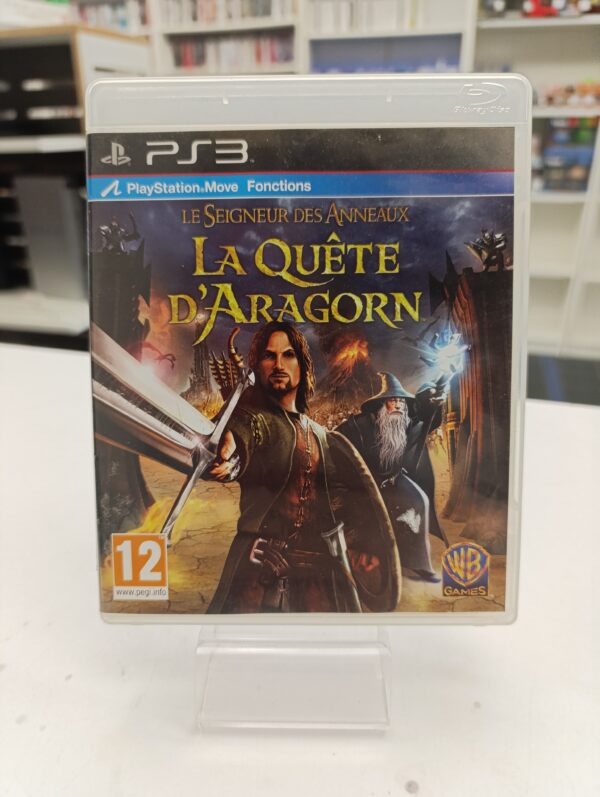 Blu-ray Disc
PS3
PlayStation®Move Fonctions
LE SEIGNEUR DES ANNEAUX
LA QUÊTE
D'ARAGORN
12
www.pegi.info
WB
GAMES